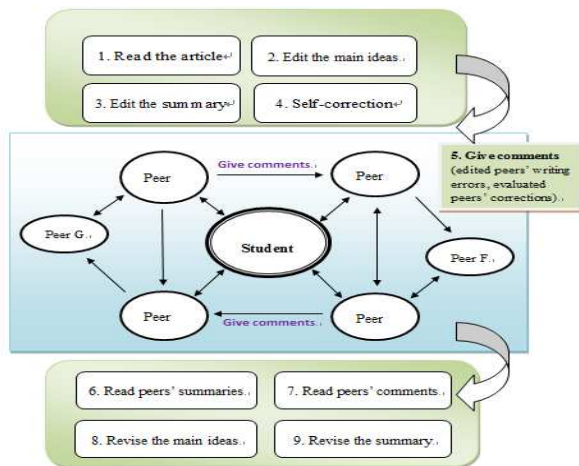 1. Read the article
2. Edit the main ideas.
3. Edit the summary
4. Self-correction
5. Give comments
(edited peers' writing
errors, evaluated
peers' corrections).
Give comments.
Peer
Peer
Peer G.
Student
Peer F.
Peer
Peer
Give comments.
6. Read peers' summaries.
7. Read peers' comments.
8. Revise the main ideas.
9. Revise the summary.